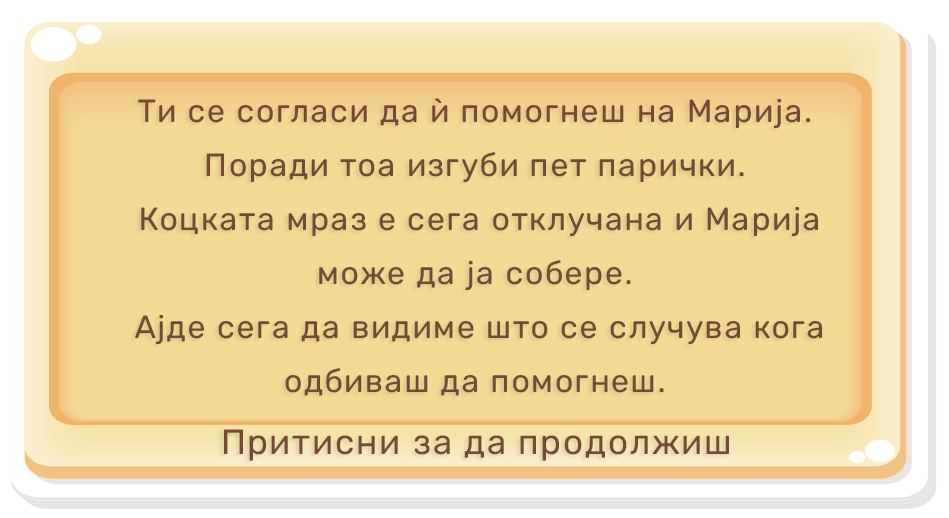 Ти се согласи да ѝ помогнеш на Марија.
Поради тоа изгуби пет парички.
Коцката мраз е сега отклучана и Марија
може да ја собере.
Ајде сега да видиме што се случува кога
одбиваш да помогнеш.
Притисни за да продолжиш